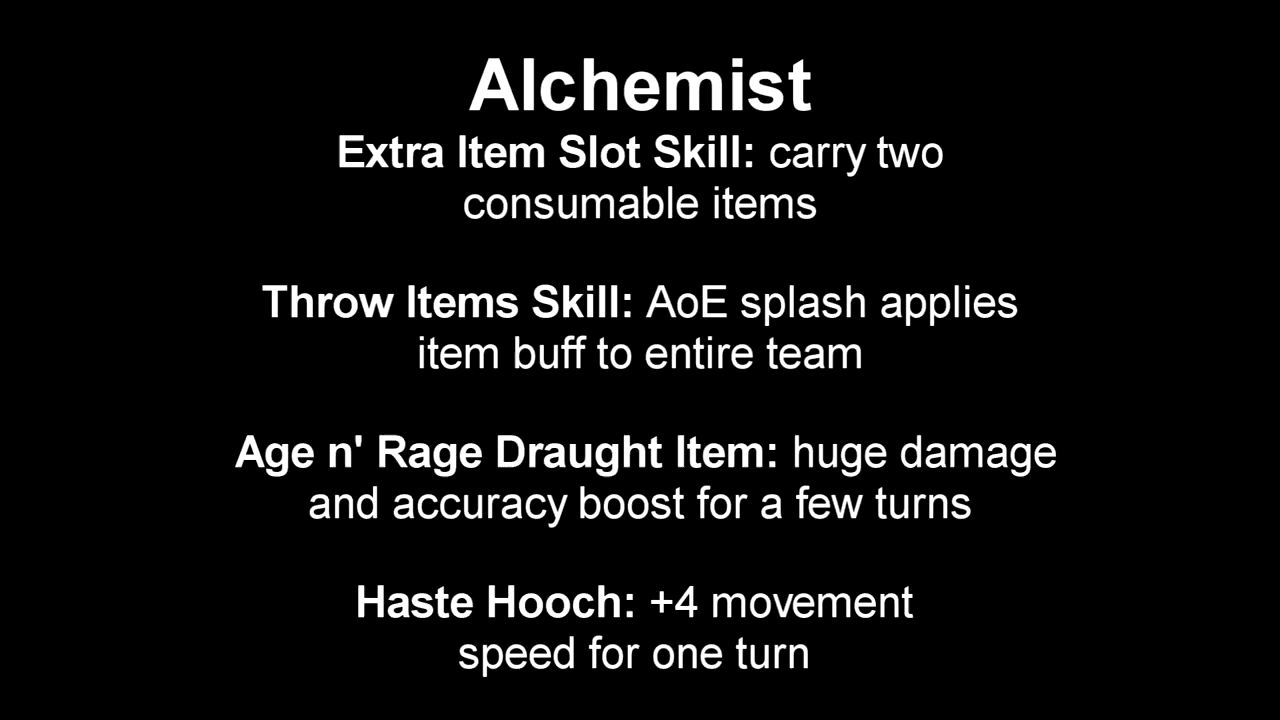 Alchemist
Extra Item Slot Skill: carry two
consumable items
Throw Items Skill: AoE splash applies
item buff to entire team
Age n' Rage Draught Item: huge damage
and accuracy boost for a few turns
Haste Hooch: +4 movement
speed for one turn